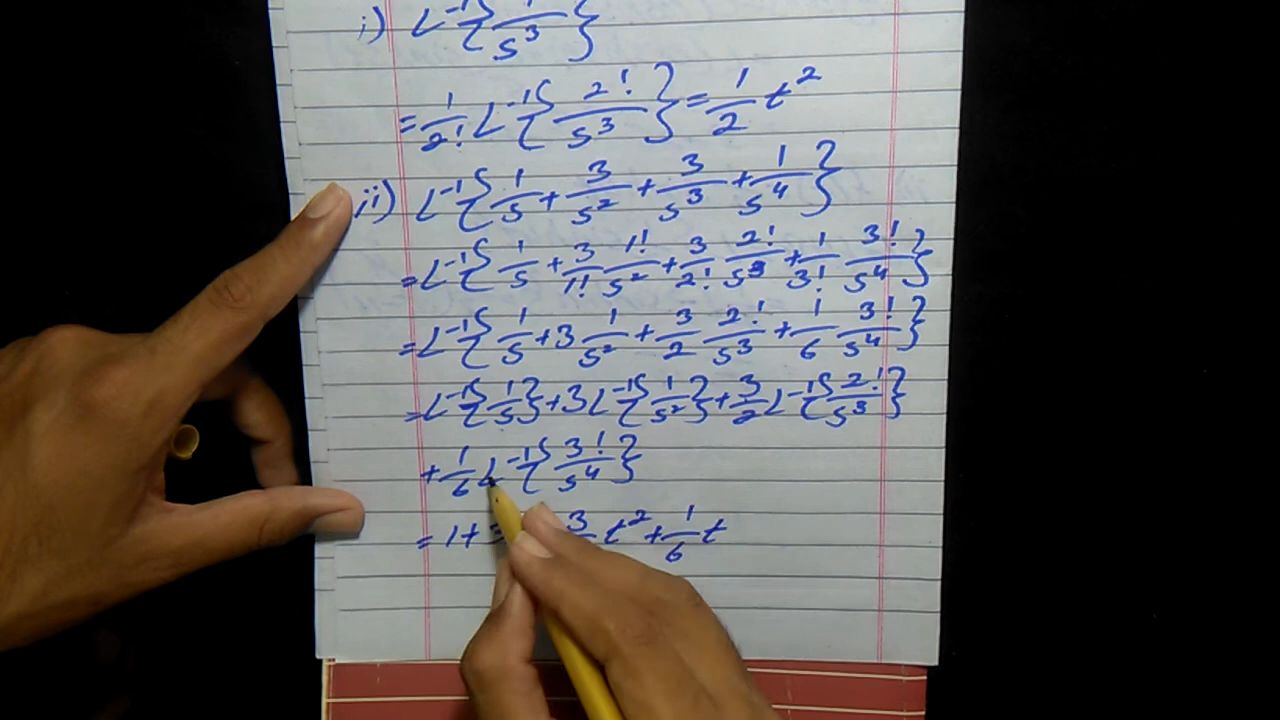 i) L⁻¹{1/s³}
= 1/2! L⁻¹{2!/s³} = 1/2 t²
ii) L⁻¹{1/s + 3/s² + 3/s³ + 1/s⁴}
= L⁻¹{1/s + 3/1! 1!/s² + 3/2! 2!/s³ + 1/3! 3!/s⁴}
= L⁻¹{1/s + 3 1/s² + 3/2 2!/s³ + 1/6 3!/s⁴}
= L⁻¹{1/s} + 3 L⁻¹{1/s²} + 3/2 L⁻¹{2!/s³}
+ 1/6 L⁻¹{3!/s⁴}
= 1 + 3 t² + 1/6 t